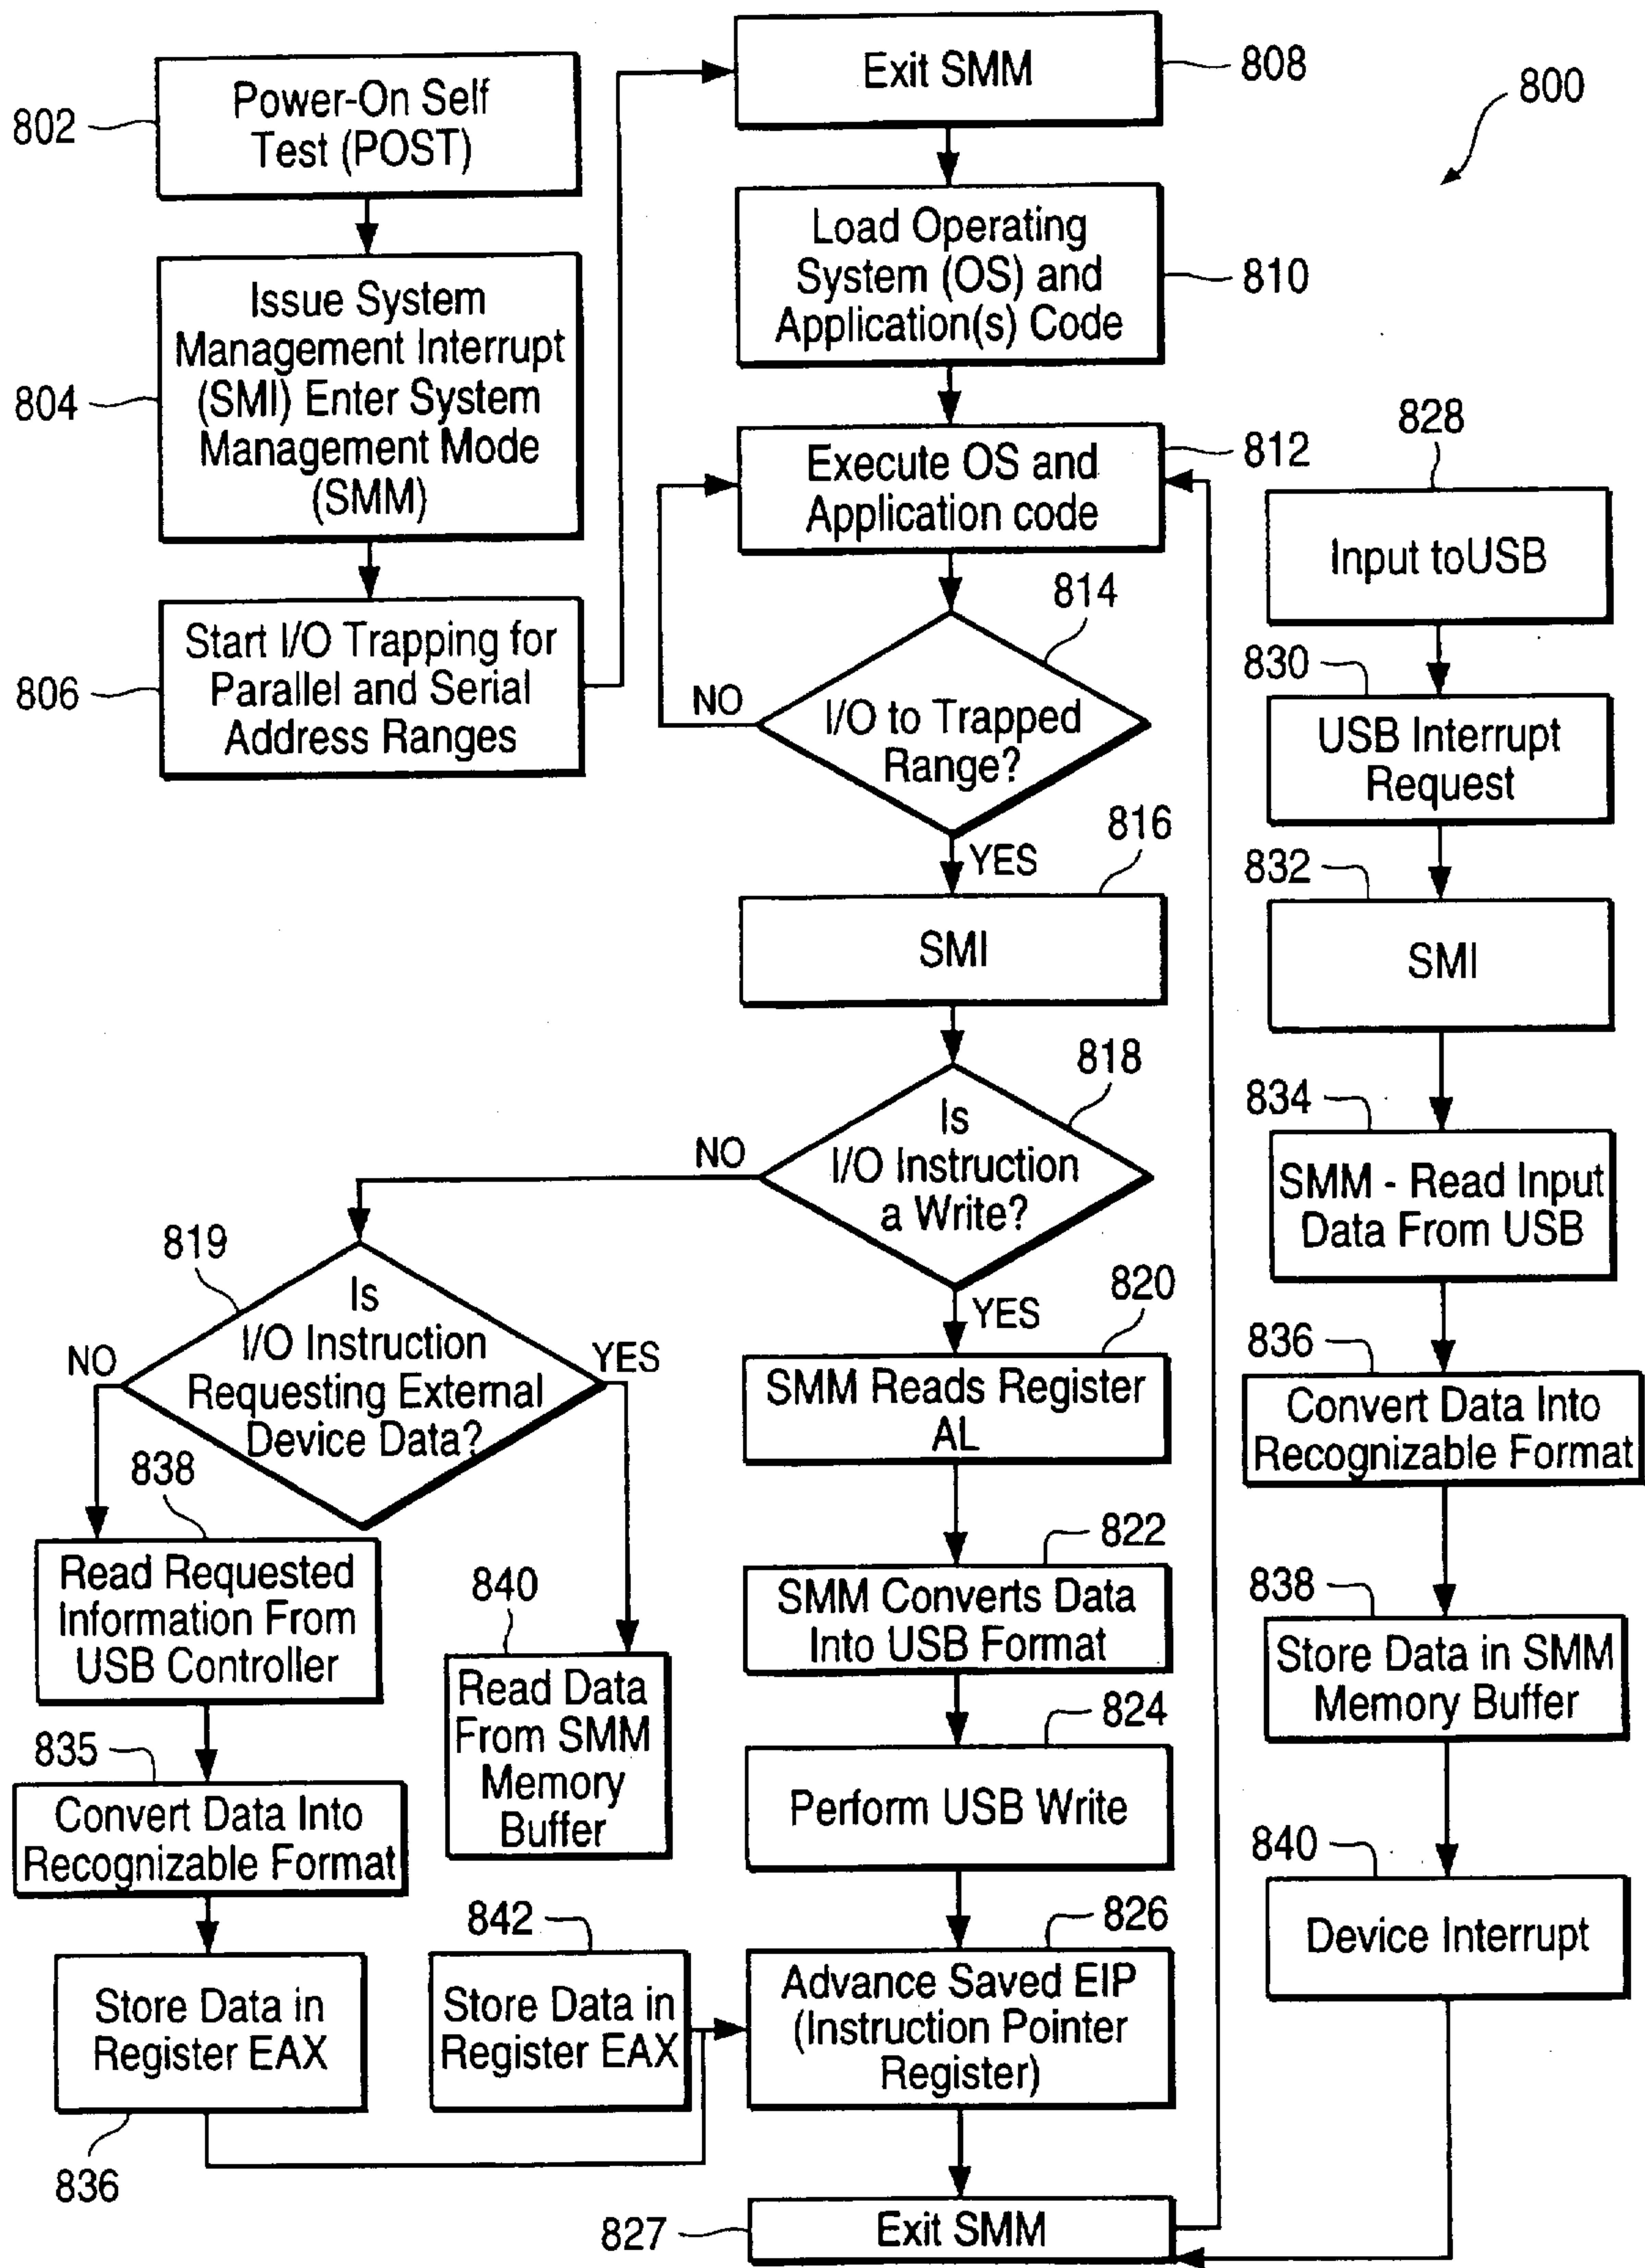 802
Power-On Self
Test (POST)
804
Issue System
Management Interrupt
(SMI) Enter System
Management Mode
(SMM)
806
Start I/O Trapping for
Parallel and Serial
Address Ranges
Exit SMM
808
800
Load Operating
System (OS) and
Application(s) Code
810
Execute OS and
Application code
812
814
I/O to Trapped
Range?
NO
YES
816
SMI
818
Is
I/O Instruction
a Write?
NO
YES
819
Is
I/O Instruction
Requesting External
Device Data?
NO
YES
838
Read Requested
Information From
USB Controller
835
Convert Data Into
Recognizable Format
Store Data in
Register EAX
836
840
Read Data
From SMM
Memory
Buffer
842
Store Data in
Register EAX
820
SMM Reads Register
AL
822
SMM Converts Data
Into USB Format
824
Perform USB Write
826
Advance Saved EIP
(Instruction Pointer
Register)
827
Exit SMM
828
Input toUSB
830
USB Interrupt
Request
832
SMI
834
SMM - Read Input
Data From USB
836
Convert Data Into
Recognizable Format
838
Store Data in SMM
Memory Buffer
840
Device Interrupt